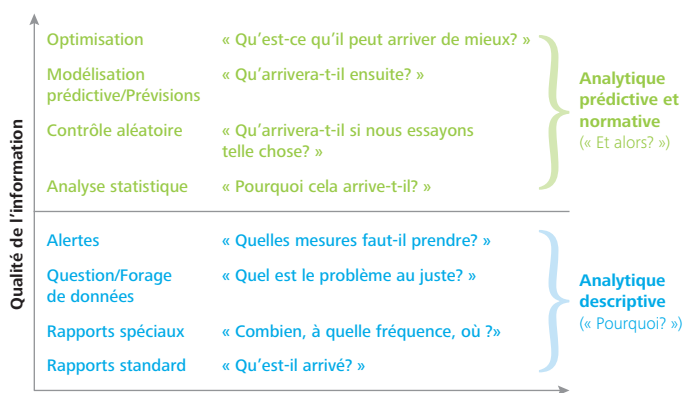 Qualité de l'information
Optimisation « Qu'est-ce qu'il peut arriver de mieux? »
Modélisation
prédictive/Prévisions
« Qu'arrivera-t-il ensuite? »
Contrôle aléatoire « Qu'arrivera-t-il si nous essayons
telle chose? »
Analyse statistique « Pourquoi cela arrive-t-il? »
Analytique
prédictive et
normative
(« Et alors? »)
Alertes « Quelles mesures faut-il prendre? »
Question/Forage
de données
« Quel est le problème au juste? »
Rapports spéciaux « Combien, à quelle fréquence, où ?»
Rapports standard « Qu'est-il arrivé? »
Analytique
descriptive
(« Pourquoi? »)